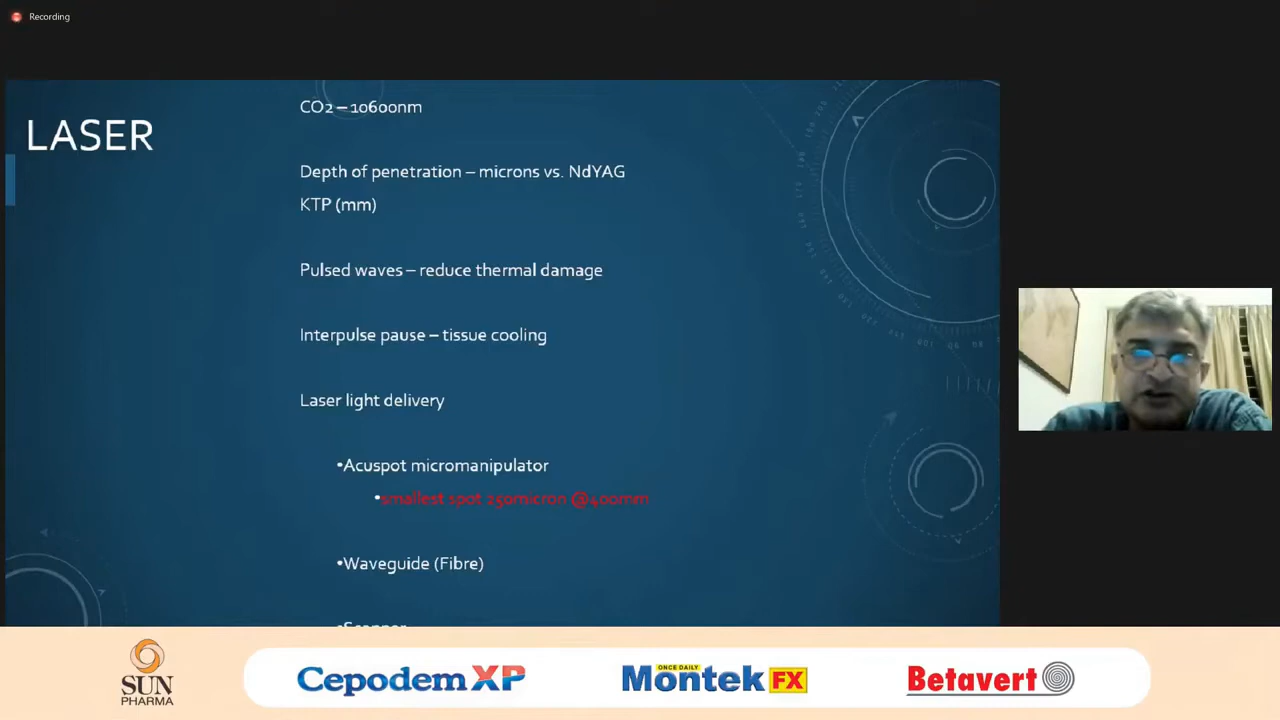 Recording
LASER
CO2 – 10600nm
Depth of penetration – microns vs. NdYAG
KTP (mm)
Pulsed waves – reduce thermal damage
Interpulse pause – tissue cooling
Laser light delivery
•Acuspot micromanipulator
•smallest spot 250micron @400mm
•Waveguide (Fibre)
•Scanner
SUN
PHARMA
Cepodem XP
ONCE DAILY
Montek FX
Betavert